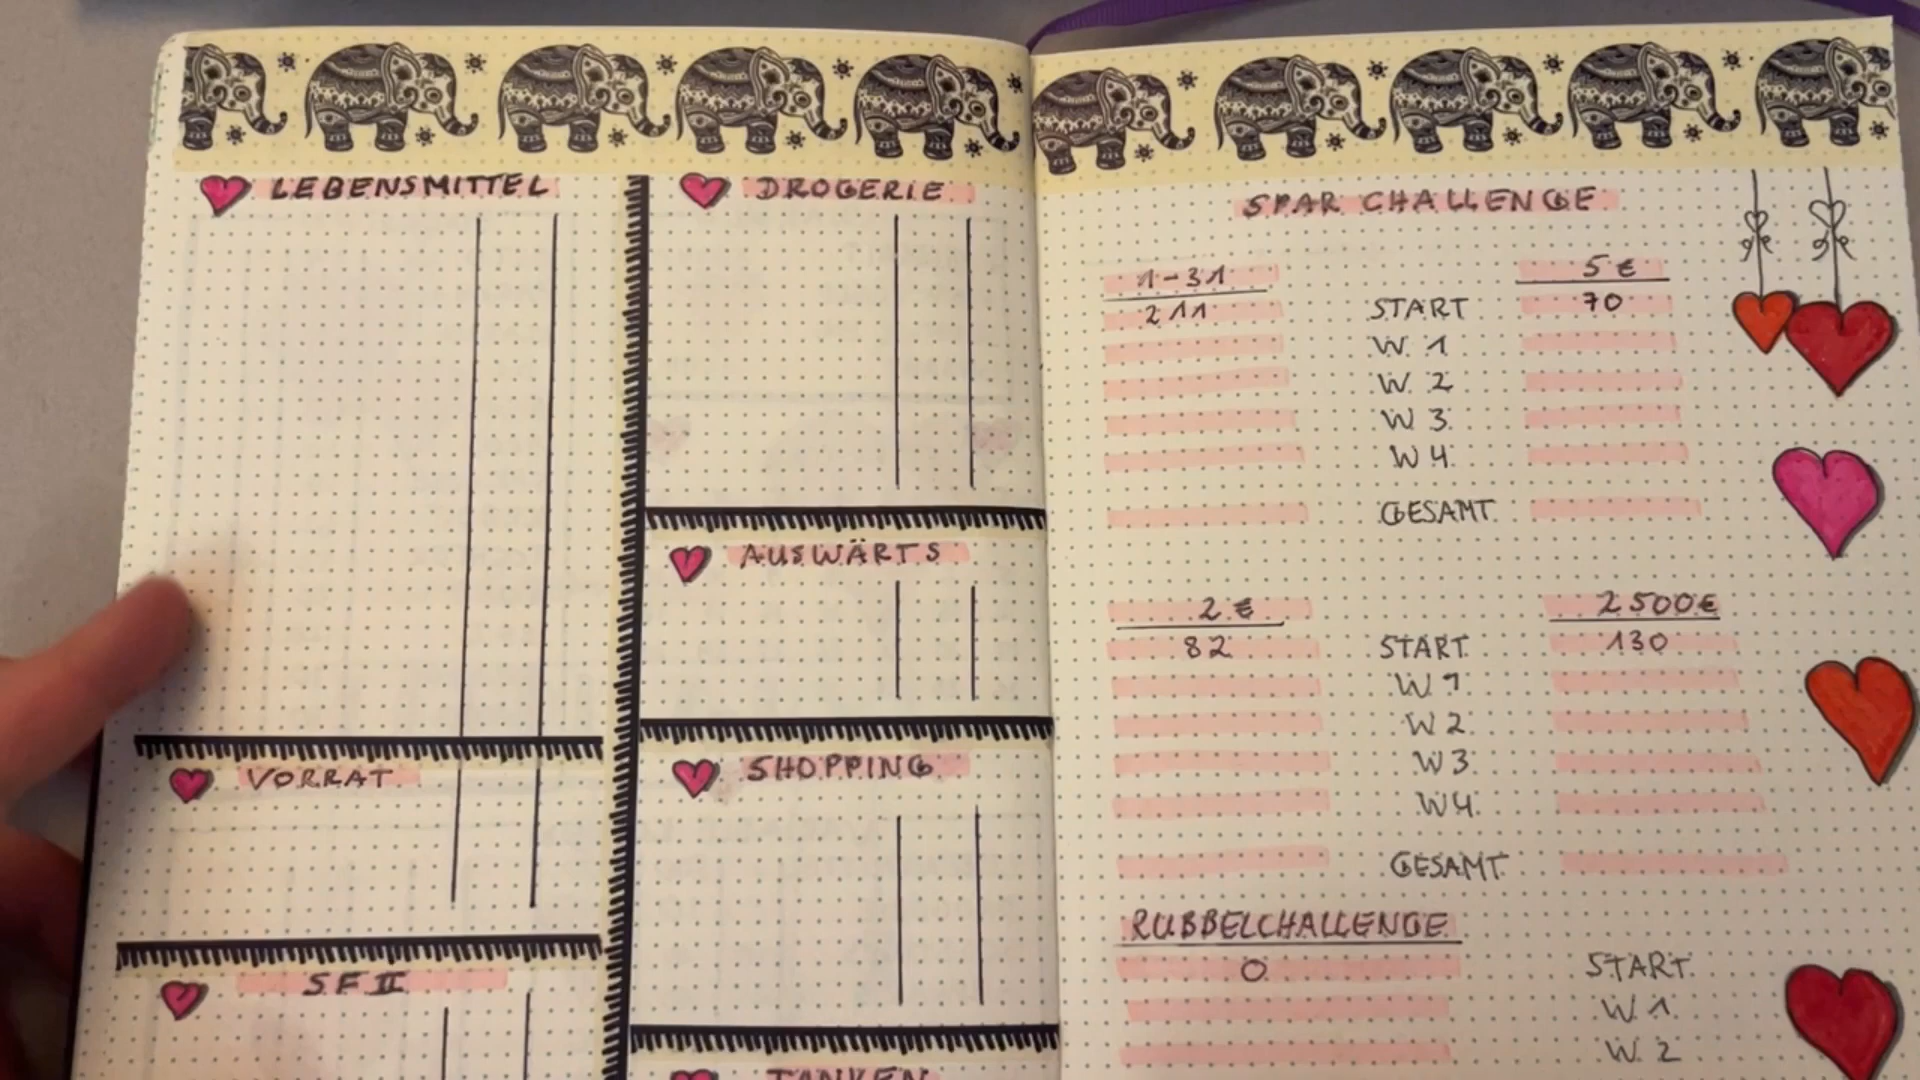 LEBENSMITTEL
VORRAT
SF II
DROGERIE
AUSWÄRTS
SHOPPING
TANKEN
SPAR CHALLENGE
1-31 5€
211 START 70
W 1
W 2
W 3
W 4
GESAMT
2€ 2500€
82 START 130
W 1
W 2
W 3
W 4
GESAMT
RUBBELCHALLENGE
0 START
W 1
W 2